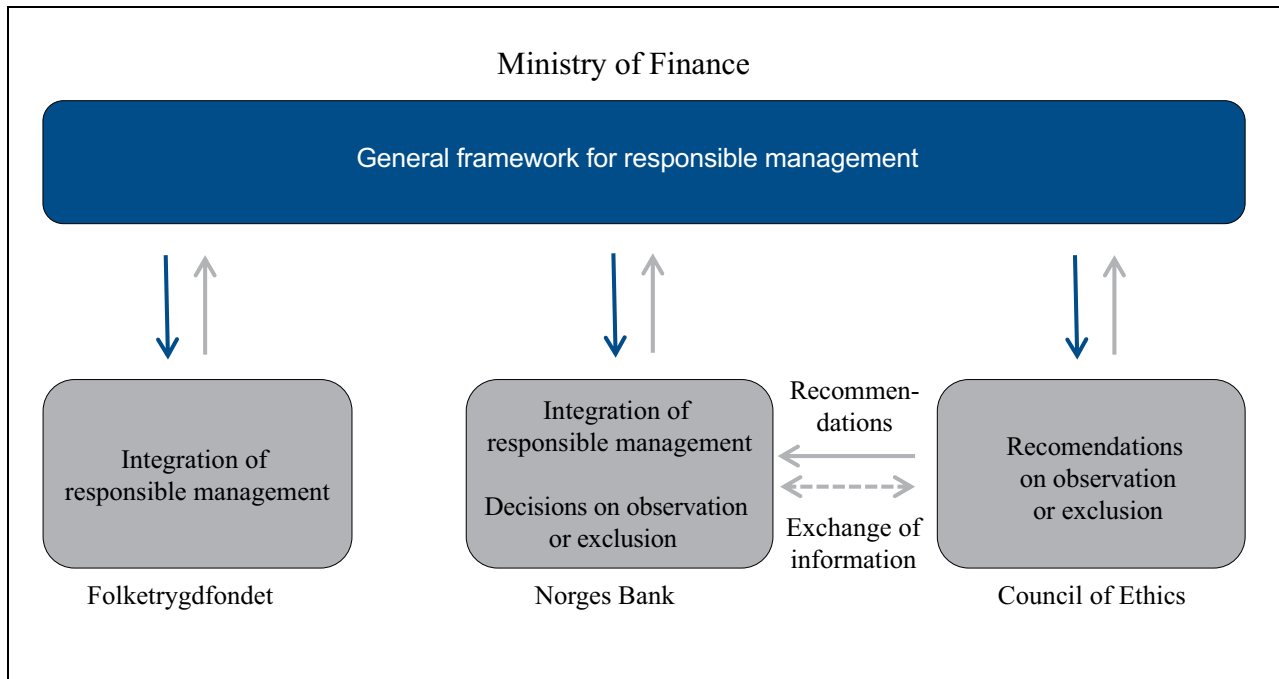 Ministry of Finance
General framework for responsible management
Integration of
responsible management
Folketrygdfondet
Integration of
responsible management
Decisions on observation
or exclusion
Norges Bank
Recommen-
dations
Exchange of
information
Recomendations
on observation
or exclusion
Council of Ethics